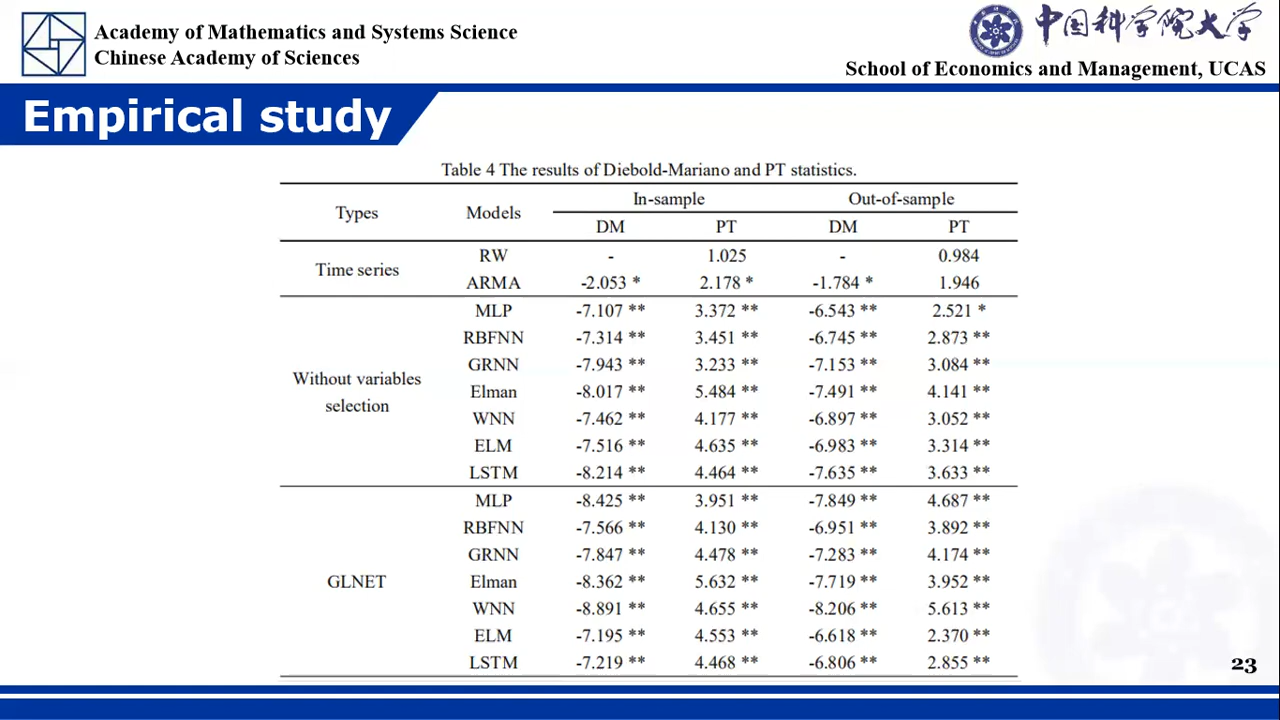 Academy of Mathematics and Systems Science
Chinese Academy of Sciences
中国科学院大学
School of Economics and Management, UCAS
Empirical study
Table 4 The results of Diebold-Mariano and PT statistics.
Types Models In-sample Out-of-sample
DM PT DM PT
Time series
RW - 1.025 - 0.984
ARMA -2.053 * 2.178 * -1.784 * 1.946
Without variables selection
MLP -7.107 ** 3.372 ** -6.543 ** 2.521 *
RBFNN -7.314 ** 3.451 ** -6.745 ** 2.873 **
GRNN -7.943 ** 3.233 ** -7.153 ** 3.084 **
Elman -8.017 ** 5.484 ** -7.491 ** 4.141 **
WNN -7.462 ** 4.177 ** -6.897 ** 3.052 **
ELM -7.516 ** 4.635 ** -6.983 ** 3.314 **
LSTM -8.214 ** 4.464 ** -7.635 ** 3.633 **
GLNET
MLP -8.425 ** 3.951 ** -7.849 ** 4.687 **
RBFNN -7.566 ** 4.130 ** -6.951 ** 3.892 **
GRNN -7.847 ** 4.478 ** -7.283 ** 4.174 **
Elman -8.362 ** 5.632 ** -7.719 ** 3.952 **
WNN -8.891 ** 4.655 ** -8.206 ** 5.613 **
ELM -7.195 ** 4.553 ** -6.618 ** 2.370 **
LSTM -7.219 ** 4.468 ** -6.806 ** 2.855 **
23